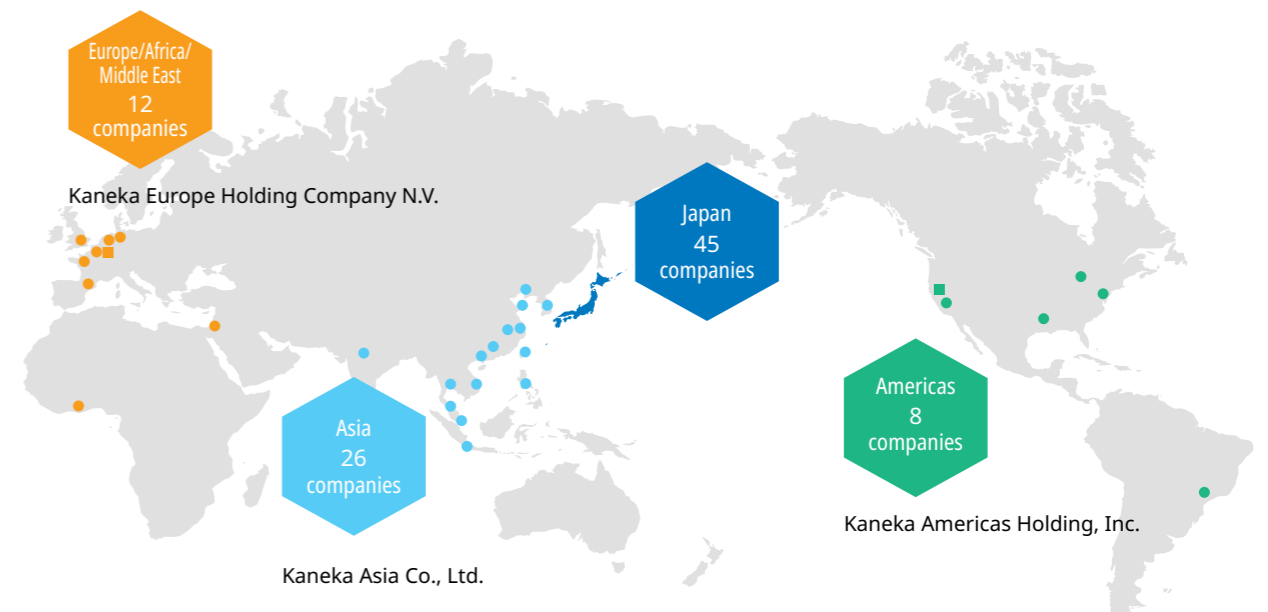 Europe/Africa/
Middle East
12
companies
Kaneka Europe Holding Company N.V.
Japan
45
companies
Asia
26
companies
Kaneka Asia Co., Ltd.
Americas
8
companies
Kaneka Americas Holding, Inc.